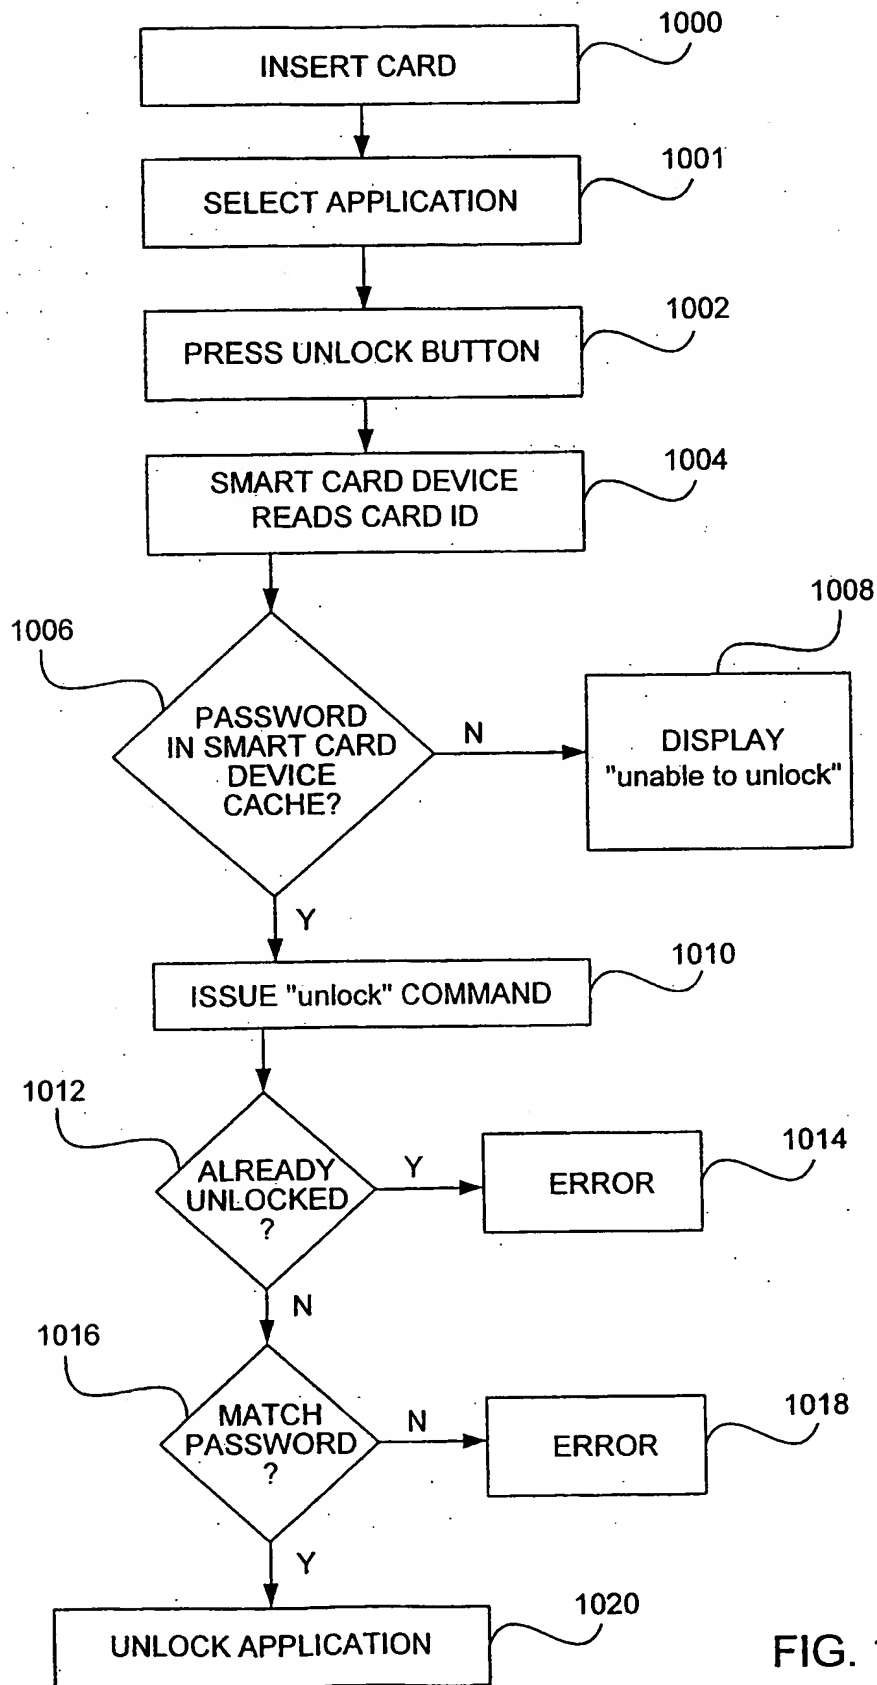 1000
INSERT CARD
1001
SELECT APPLICATION
1002
PRESS UNLOCK BUTTON
1004
SMART CARD DEVICE
READS CARD ID
1006
PASSWORD
IN SMART CARD
DEVICE
CACHE?
N
1008
DISPLAY
"unable to unlock"
Y
1010
ISSUE "unlock" COMMAND
1012
ALREADY
UNLOCKED
?
Y
1014
ERROR
N
1016
MATCH
PASSWORD
?
N
1018
ERROR
Y
1020
UNLOCK APPLICATION
FIG.